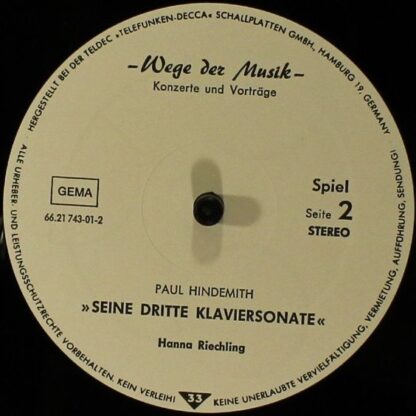 HERGESTELLT BEI DER TELDEC »TELEFUNKEN-DECCA« SCHALLPLATTEN GMBH., HAMBURG 19, GERMANY
-Wege der Musik-
Konzerte und Vorträge
GEMA
66.21 743-01-2
Spiel
Seite 2
STEREO
PAUL HINDEMITH
»SEINE DRITTE KLAVIERSONATE«
Hanna Riechling
ALLE URHEBER- UND LEISTUNGSSCHUTZRECHTE VORBEHALTEN. KEIN VERLEIH! KEINE UNERLAUBTE VERVIELFÄLTIGUNG, VERMIETUNG, AUFFÜHRUNG, SENDUNG!
33